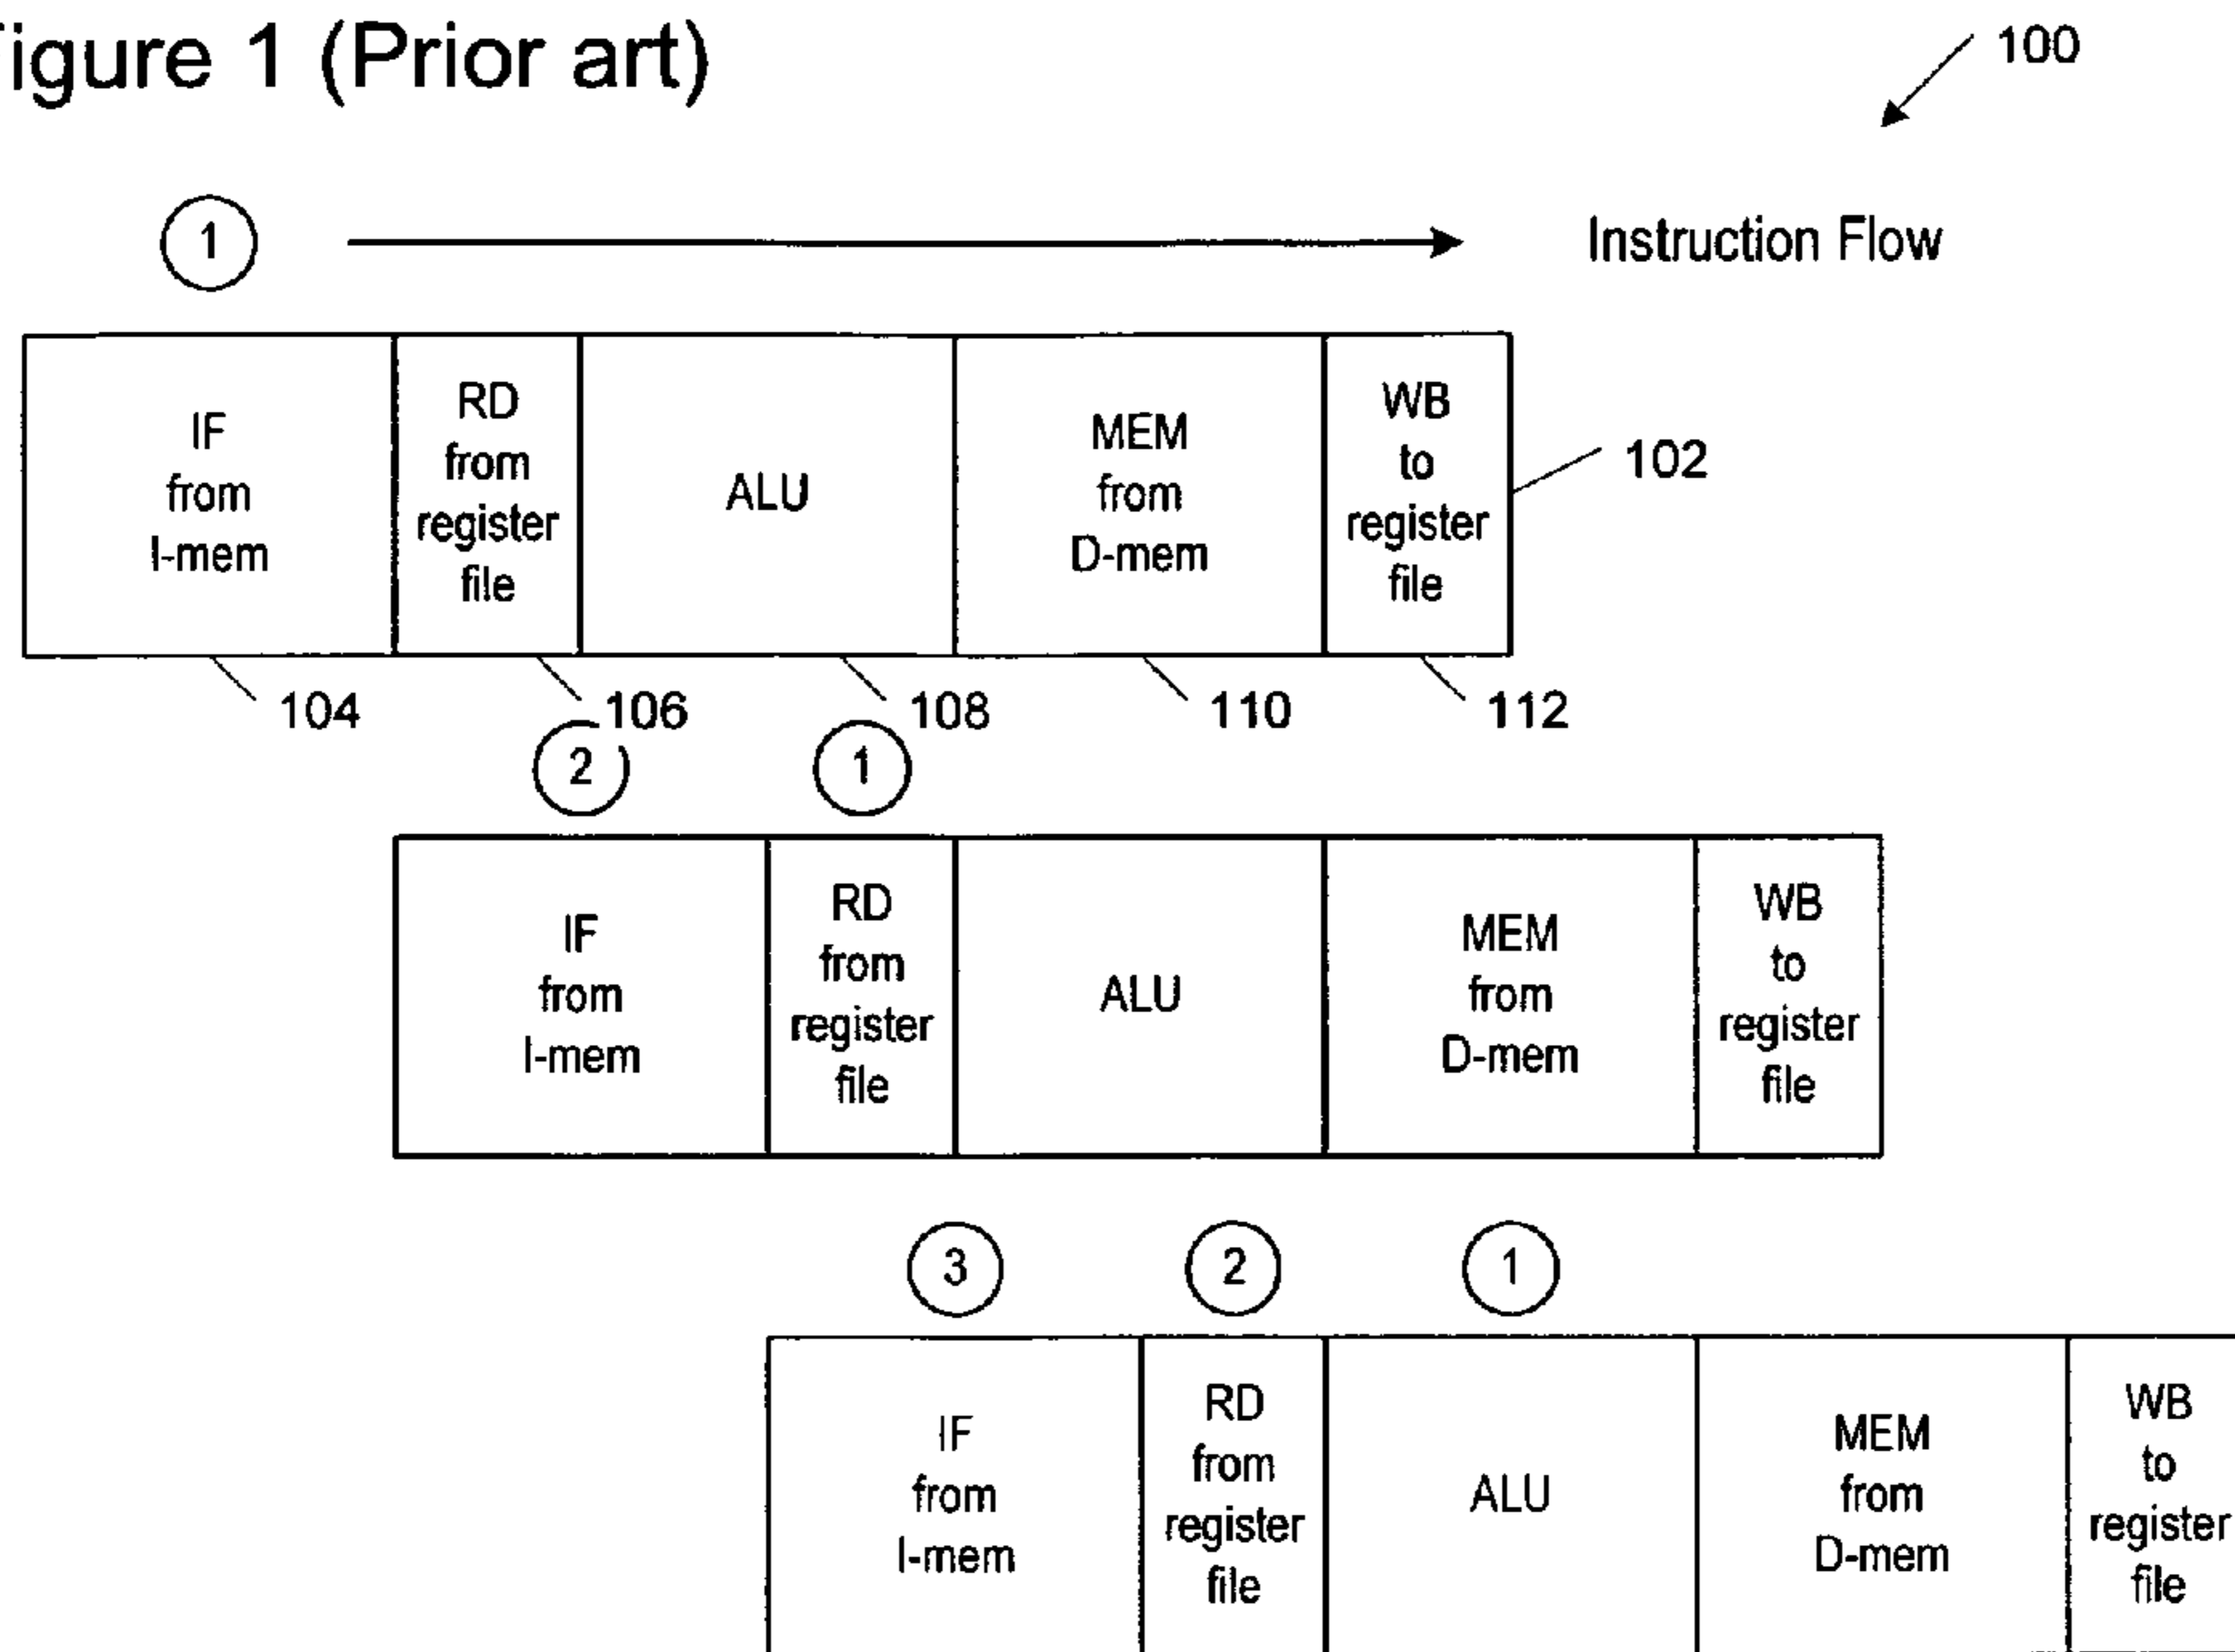 igure 1 (Prior art)
100
1
Instruction Flow
IF
from
I-mem
RD
from
register
file
ALU
MEM
from
D-mem
WB
to
register
file
102
104
106
108
110
112
2
1
IF
from
I-mem
RD
from
register
file
ALU
MEM
from
D-mem
WB
to
register
file
3
2
1
IF
from
I-mem
RD
from
register
file
ALU
MEM
from
D-mem
WB
to
register
file